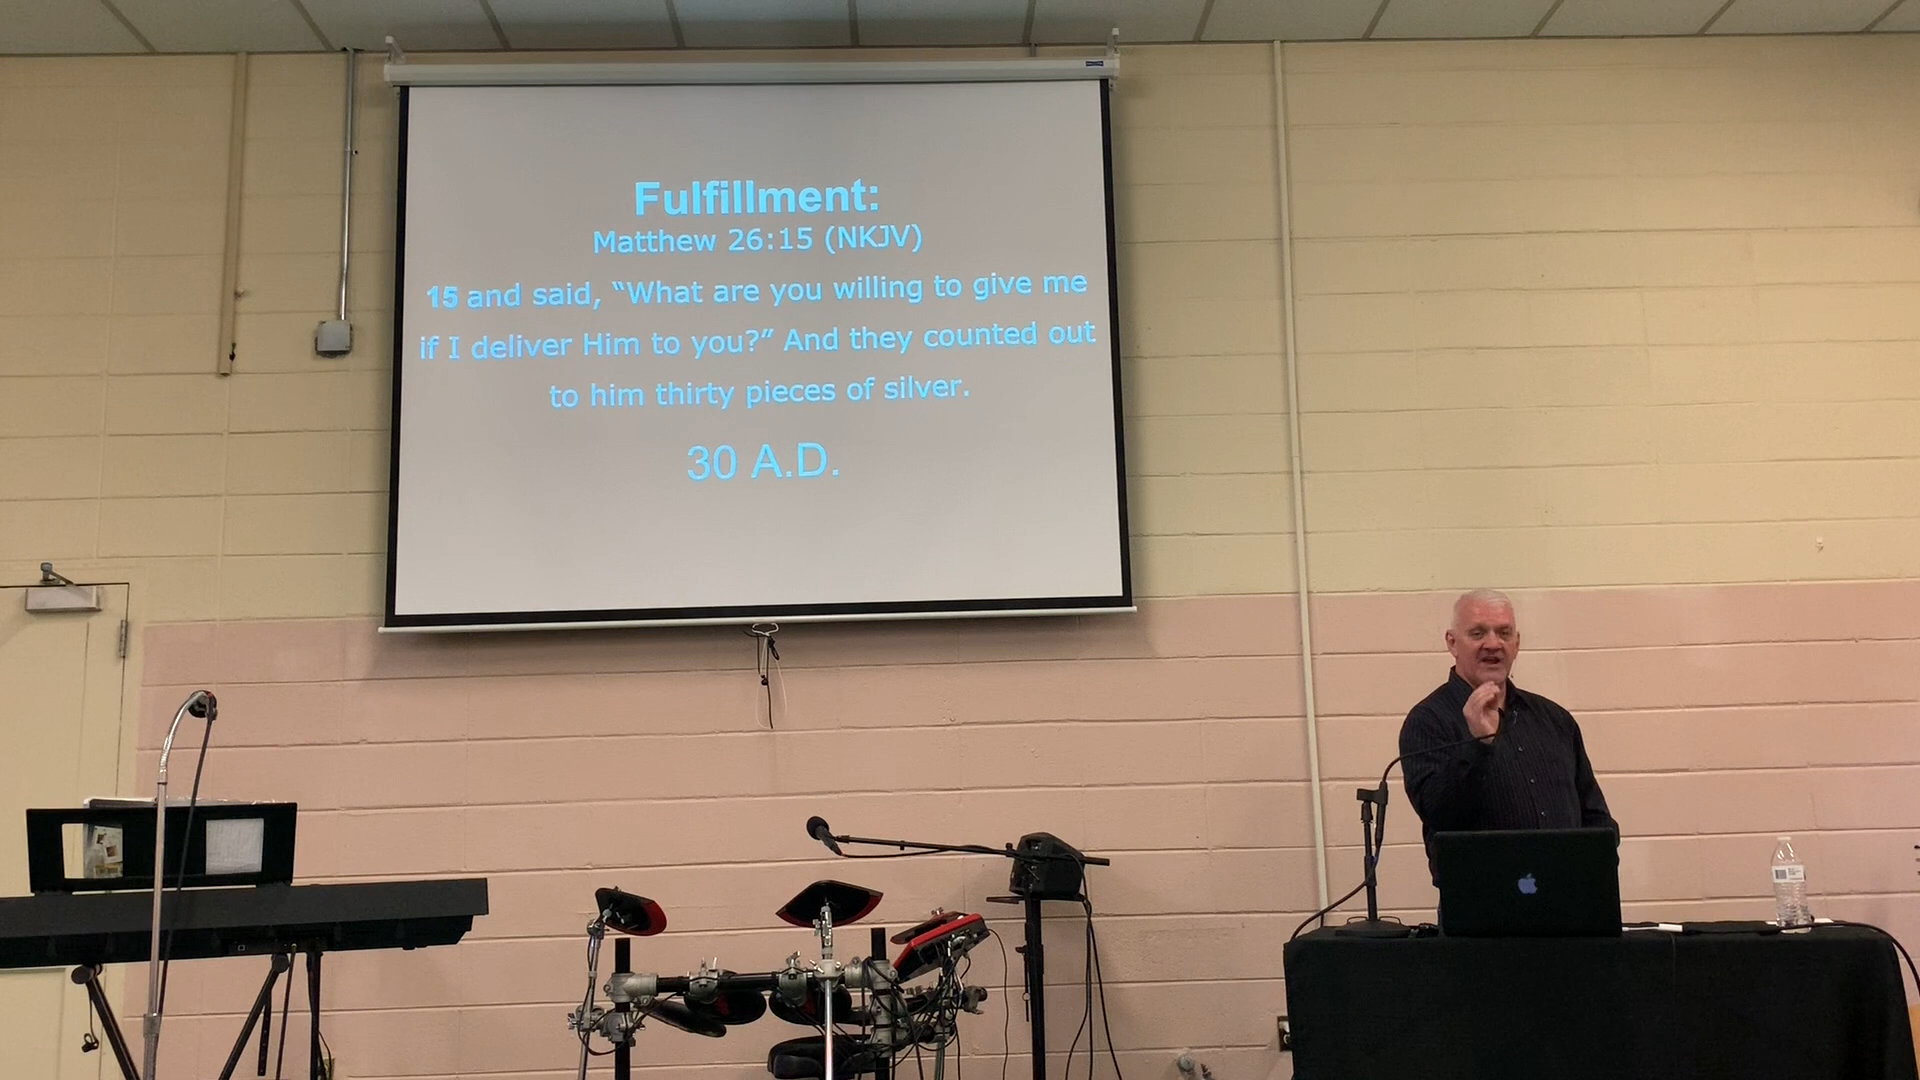 Fulfillment:
Matthew 26:15 (NKJV)
15 and said, “What are you willing to give me
if I deliver Him to you?” And they counted out
to him thirty pieces of silver.
30 A.D.